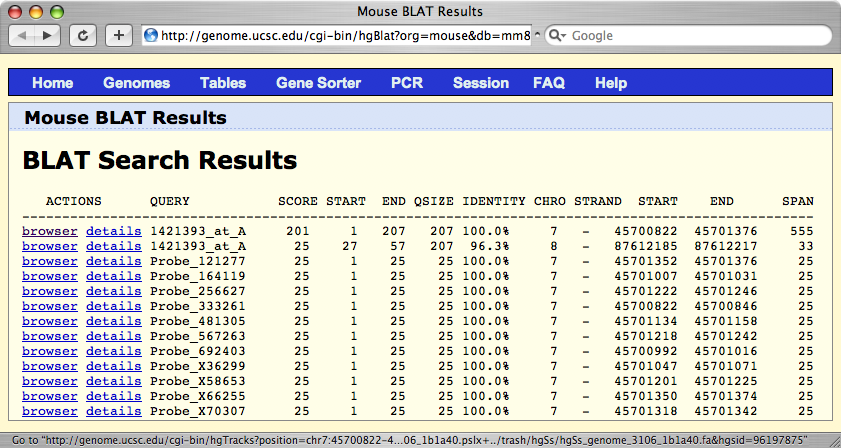 Mouse BLAT Results
http://genome.ucsc.edu/cgi-bin/hgBlat?org=mouse&db=mm8 Google
Home Genomes Tables Gene Sorter PCR Session FAQ Help
Mouse BLAT Results
BLAT Search Results
ACTIONS QUERY SCORE START END QSIZE IDENTITY CHRO STRAND START END SPAN
---------------------------------------------------------------------------------------------------
browser details 1421393_at_A 201 1 207 207 100.0% 7 - 45700822 45701376 555
browser details 1421393_at_A 25 27 57 207 96.3% 8 - 87612185 87612217 33
browser details Probe_121277 25 1 25 25 100.0% 7 - 45701352 45701376 25
browser details Probe_164119 25 1 25 25 100.0% 7 - 45701007 45701031 25
browser details Probe_256627 25 1 25 25 100.0% 7 - 45701222 45701246 25
browser details Probe_333261 25 1 25 25 100.0% 7 - 45700822 45700846 25
browser details Probe_481305 25 1 25 25 100.0% 7 - 45701134 45701158 25
browser details Probe_567263 25 1 25 25 100.0% 7 - 45701218 45701242 25
browser details Probe_692403 25 1 25 25 100.0% 7 - 45700992 45701016 25
browser details Probe_X36299 25 1 25 25 100.0% 7 - 45701047 45701071 25
browser details Probe_X58653 25 1 25 25 100.0% 7 - 45701201 45701225 25
browser details Probe_X66255 25 1 25 25 100.0% 7 - 45701350 45701374 25
browser details Probe_X70307 25 1 25 25 100.0% 7 - 45701318 45701342 25
Go to "http://genome.ucsc.edu/cgi-bin/hgTracks?position=chr7:45700822-4...06_1b1a40.pslx+../trash/hgSs/hgSs_genome_3106_1b1a40.fa&hgsid=96197875"